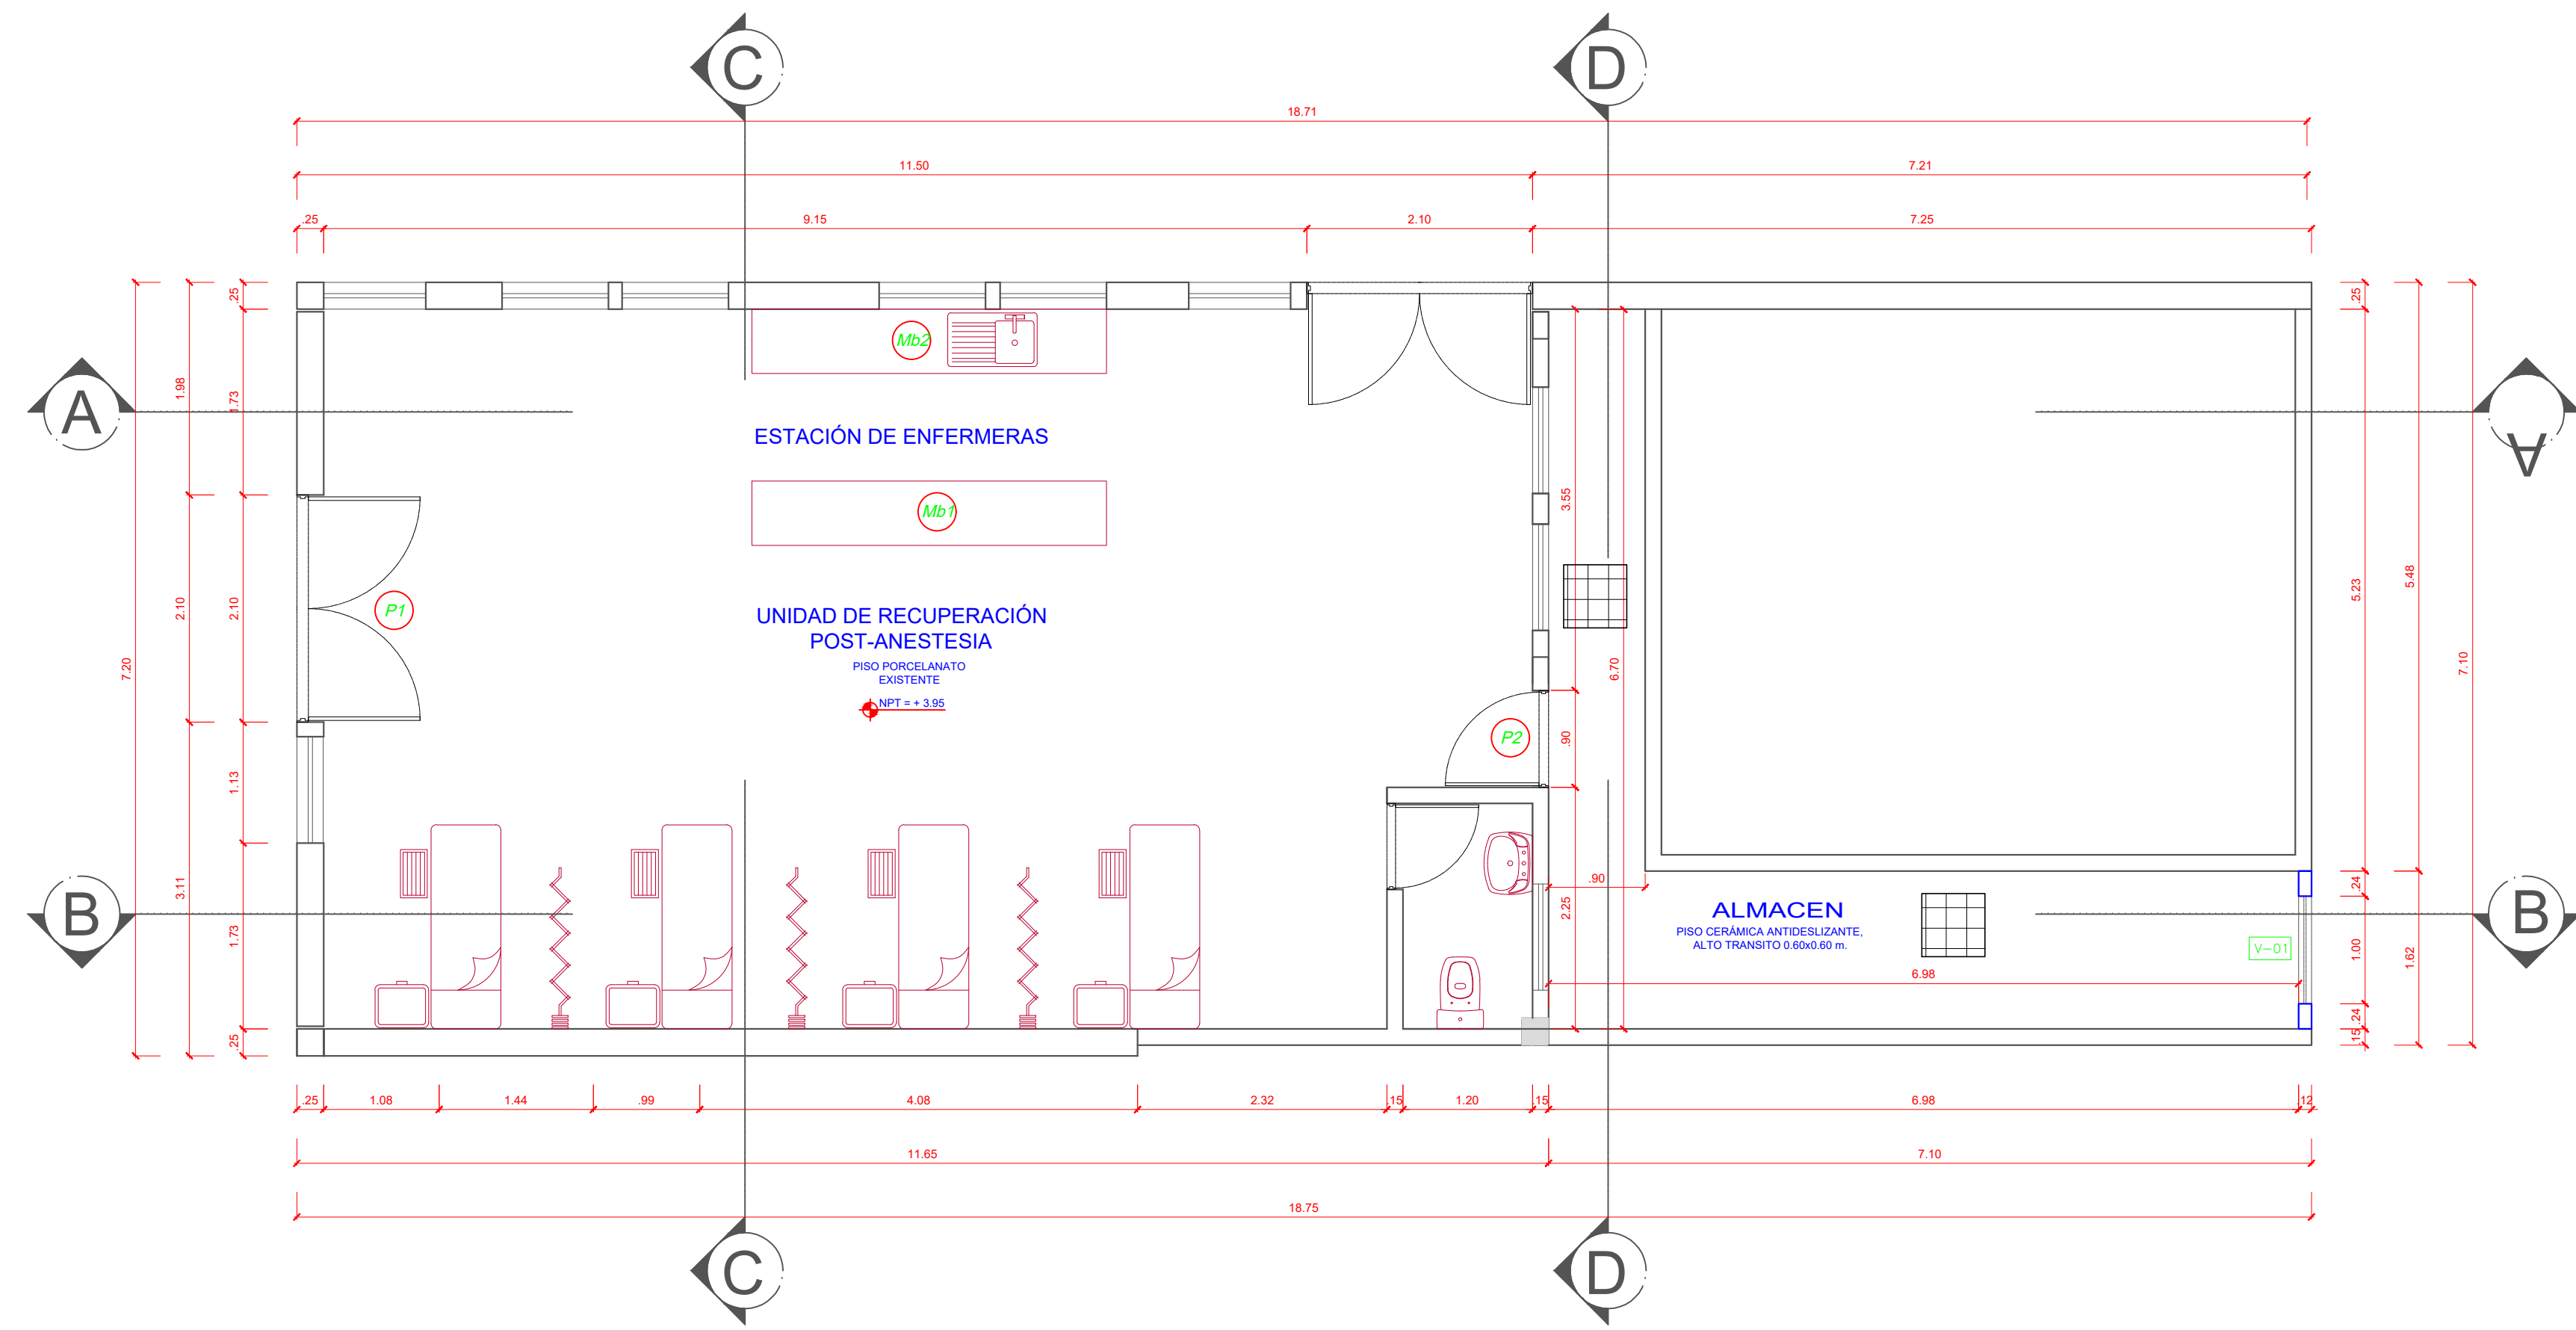 C
D
18.71
11.50
7.21
.25
9.15
2.10
7.25
.25
1.98
1.73
2.10
2.10
7.20
1.13
3.11
1.73
.25
A
B
Mb2
ESTACIÓN DE ENFERMERAS
Mb1
P1
UNIDAD DE RECUPERACIÓN
POST-ANESTESIA
PISO PORCELANATO
EXISTENTE
NPT = + 3.95
P2
3.55
6.70
.90
.90
2.25
ALMACEN
PISO CERÁMICA ANTIDESLIZANTE,
ALTO TRANSITO 0.60x0.60 m.
6.98
V-01
.25
5.23
5.48
7.10
.24
1.00
1.62
.24
.15
A
B
.25
1.08
1.44
.99
4.08
2.32
.15
1.20
.15
6.98
.12
11.65
7.10
18.75
C
D